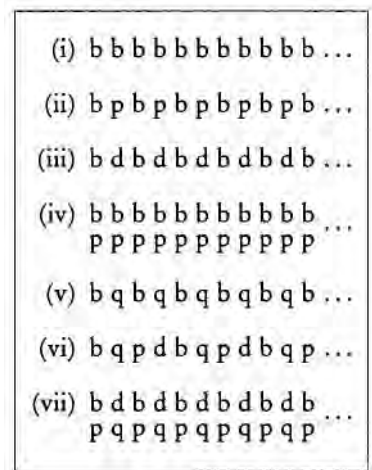 (i) b b b b b b b b b b b ...
(ii) b p b p b p b p b p b ...
(iii) b d b d b d b d b d b ...
(iv) b b b b b b b b b b b ...
p p p p p p p p p p p
(v) b q b q b q b q b q b ...
(vi) b q p d b q p d b q p ...
(vii) b d b d b d b d b d b ...
p q p q p q p q p q p